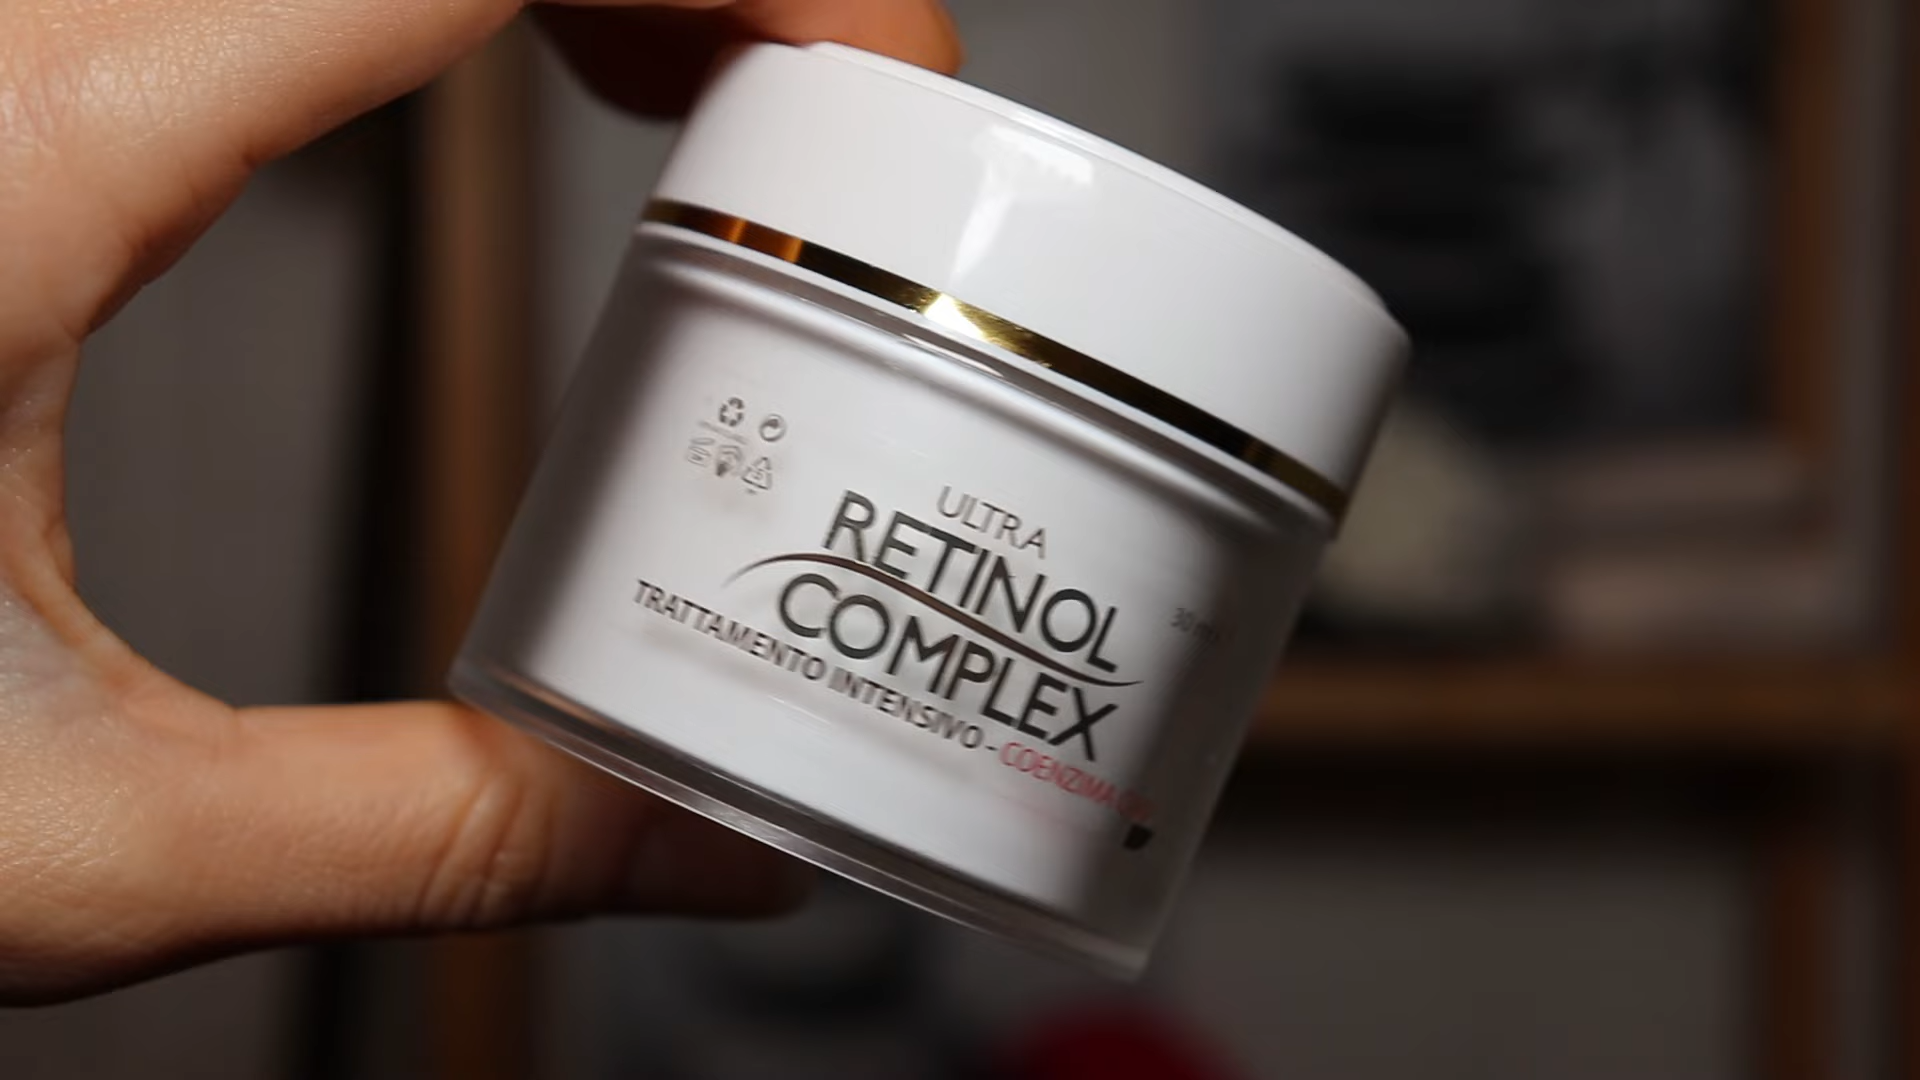 ULTRA
RETINOL
COMPLEX
TRATTAMENTO INTENSIVO - COENZIMA